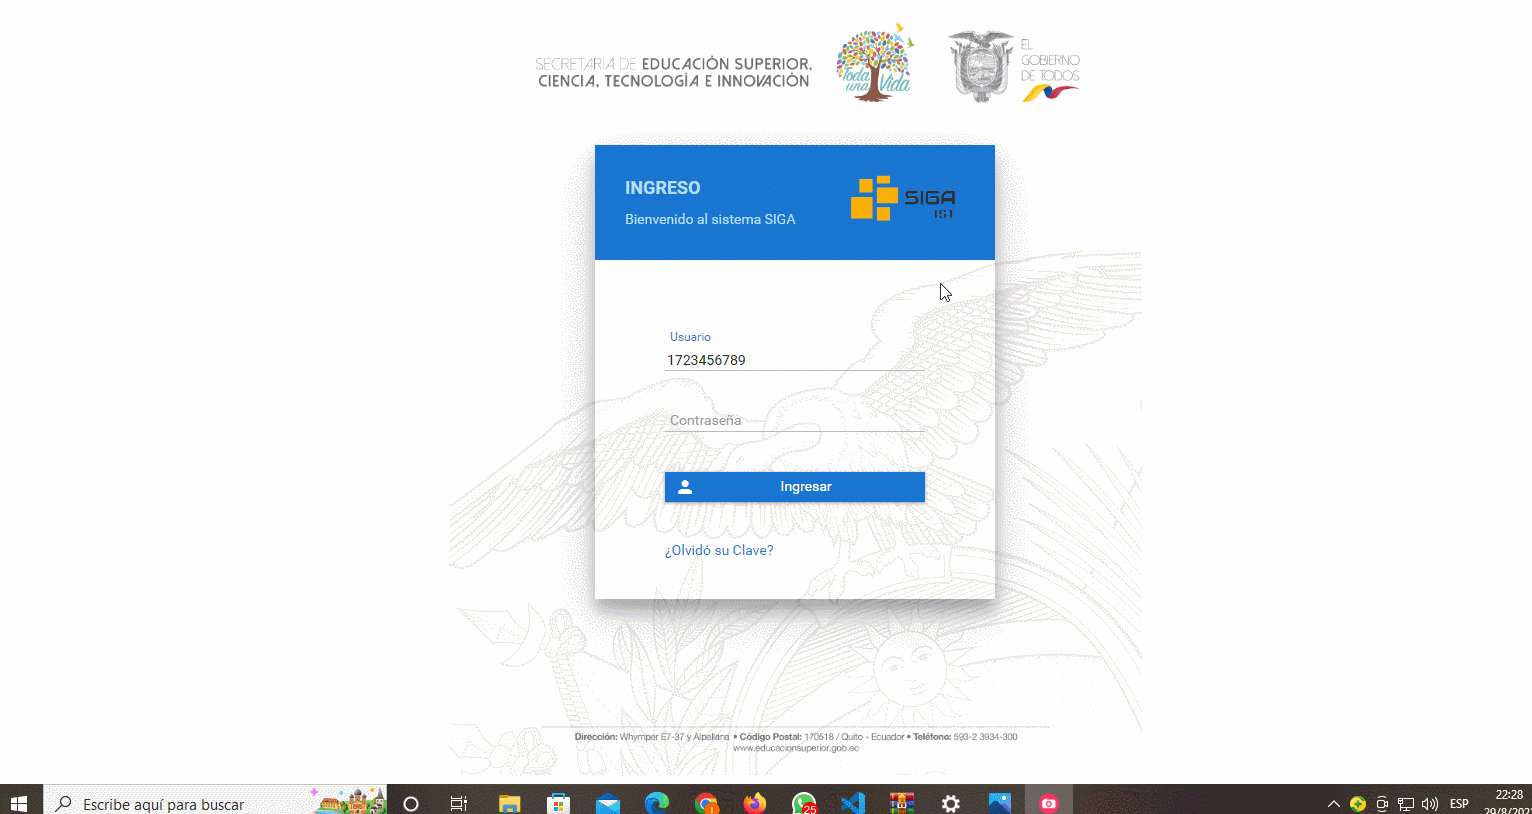 SECRETARÍA DE EDUCACIÓN SUPERIOR,
CIENCIA, TECNOLOGÍA E INNOVACIÓN
Toda
una Vida
EL
GOBIERNO
DE TODOS
INGRESO
Bienvenido al sistema SIGA
SIGA
IST
Usuario
1723456789
Contraseña
Ingresar
¿Olvidó su Clave?
Dirección: Whymper E7-37 y Alpallana • Código Postal: 170518 / Quito - Ecuador • Teléfono: 593-2 3934-300
www.educacionsuperior.gob.ec
Escribe aquí para buscar
25
ESP
22:28
29/8/202